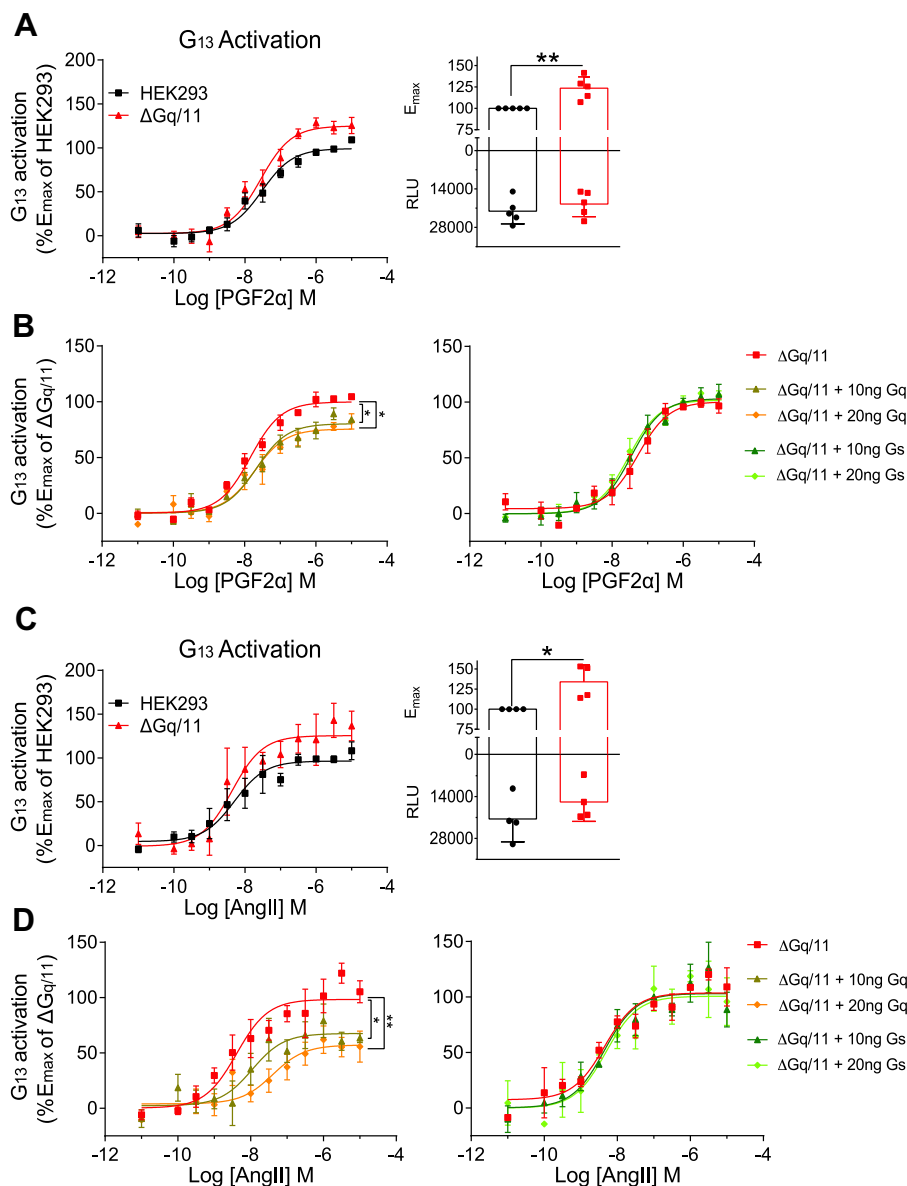 A
G13 Activation
G13 activation
(%Emax of HEK293)
200
150
100
50
0
HEK293
ΔGq/11
-12 -10 -8 -6 -4
Log [PGF2α] M
**
Emax
150
125
100
75
0
RLU
14000
28000
B
G13 activation
(%Emax of ΔGq/11)
150
100
50
0
* *
-12 -10 -8 -6 -4
Log [PGF2α] M
150
100
50
0
-12 -10 -8 -6 -4
Log [PGF2α] M
ΔGq/11
ΔGq/11 + 10ng Gq
ΔGq/11 + 20ng Gq
ΔGq/11 + 10ng Gs
ΔGq/11 + 20ng Gs
C
G13 Activation
G13 activation
(%Emax of HEK293)
200
150
100
50
0
HEK293
ΔGq/11
-12 -10 -8 -6 -4
Log [AngII] M
*
Emax
150
125
100
75
0
RLU
14000
28000
D
G13 activation
(%Emax of ΔGq/11)
150
100
50
0
* **
-12 -10 -8 -6 -4
Log [AngII] M
150
100
50
0
-12 -10 -8 -6 -4
Log [AngII] M
ΔGq/11
ΔGq/11 + 10ng Gq
ΔGq/11 + 20ng Gq
ΔGq/11 + 10ng Gs
ΔGq/11 + 20ng Gs